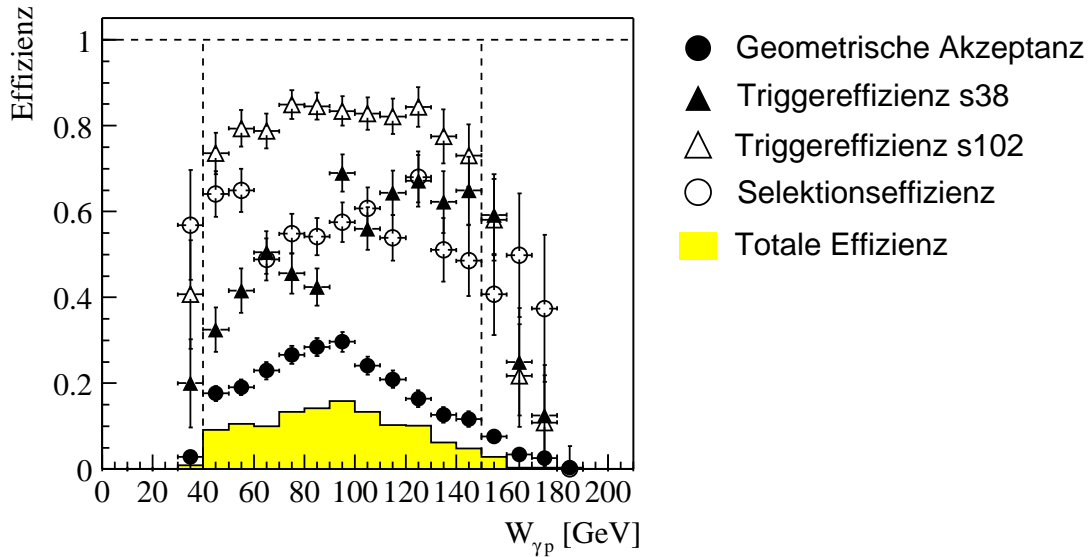 Effizienz
1
0.8
0.6
0.4
0.2
0
0 20 40 60 80 100 120 140 160 180 200
W_γp [GeV]
Geometrische Akzeptanz
Triggereffizienz s38
Triggereffizienz s102
Selektionseffizienz
Totale Effizienz